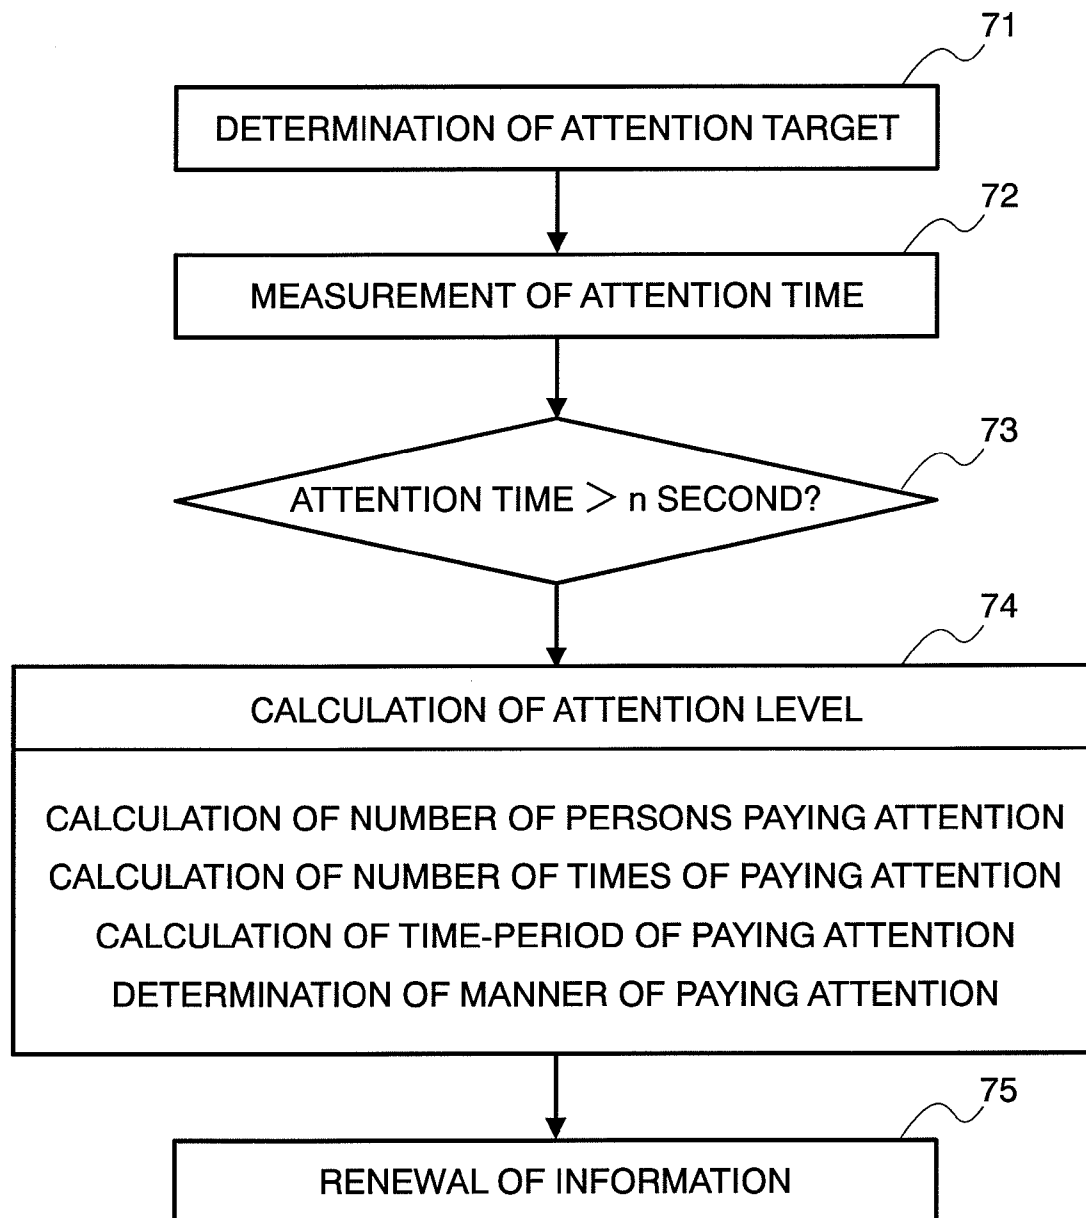 71
DETERMINATION OF ATTENTION TARGET
72
MEASUREMENT OF ATTENTION TIME
73
ATTENTION TIME > n SECOND?
74
CALCULATION OF ATTENTION LEVEL
CALCULATION OF NUMBER OF PERSONS PAYING ATTENTION
CALCULATION OF NUMBER OF TIMES OF PAYING ATTENTION
CALCULATION OF TIME-PERIOD OF PAYING ATTENTION
DETERMINATION OF MANNER OF PAYING ATTENTION
75
RENEWAL OF INFORMATION